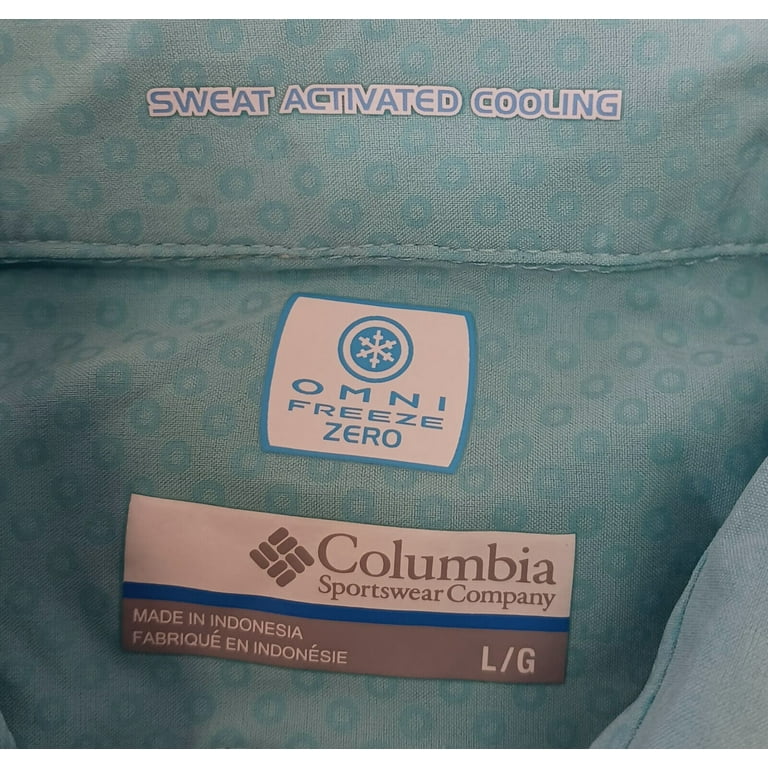 SWEAT ACTIVATED COOLING
OMNI
FREEZE
ZERO
Columbia
Sportswear Company
MADE IN INDONESIA
FABRIQUÉ EN INDONÉSIE
L/G